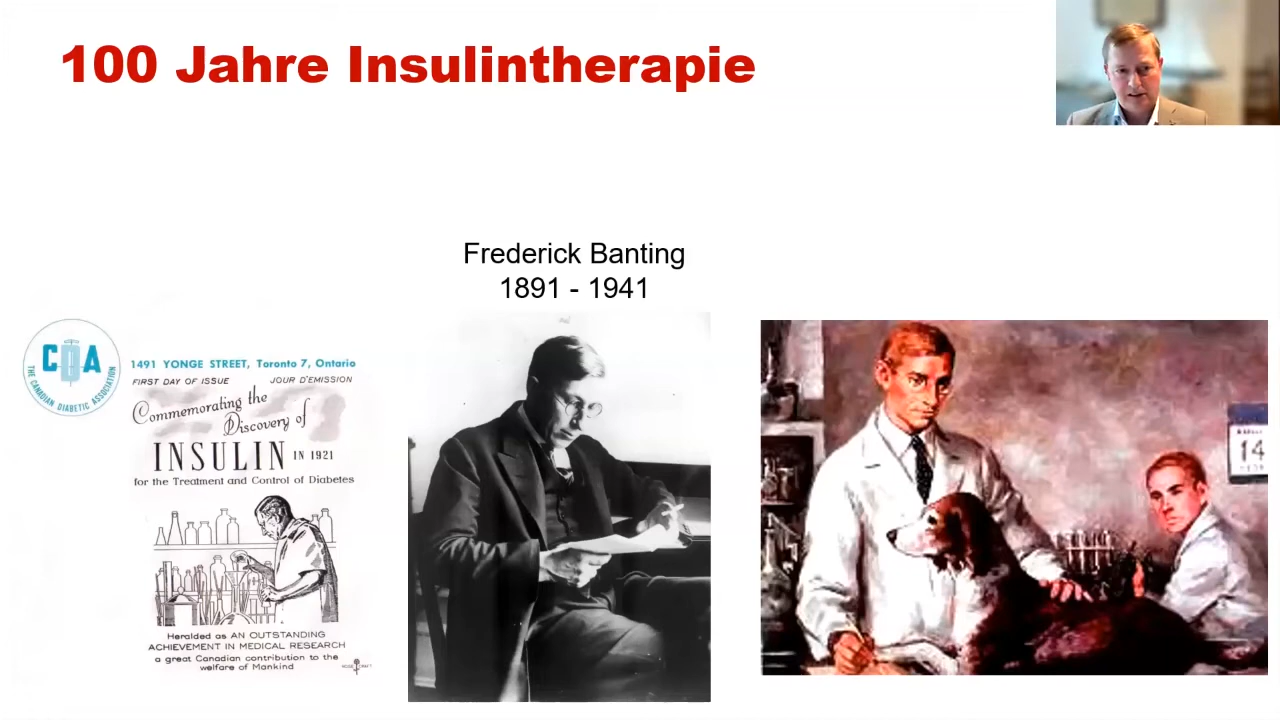 100 Jahre Insulintherapie
Frederick Banting
1891 - 1941
CDA
THE CANADIAN DIABETIC ASSOCIATION
1491 YONGE STREET, Toronto 7, Ontario
FIRST DAY OF ISSUE JOUR D'EMISSION
Commemorating the
Discovery of
INSULIN IN 1921
for the Treatment and Control of Diabetes
Heralded as AN OUTSTANDING
ACHIEVEMENT IN MEDICAL RESEARCH
a great Canadian contribution to the
welfare of Mankind
14